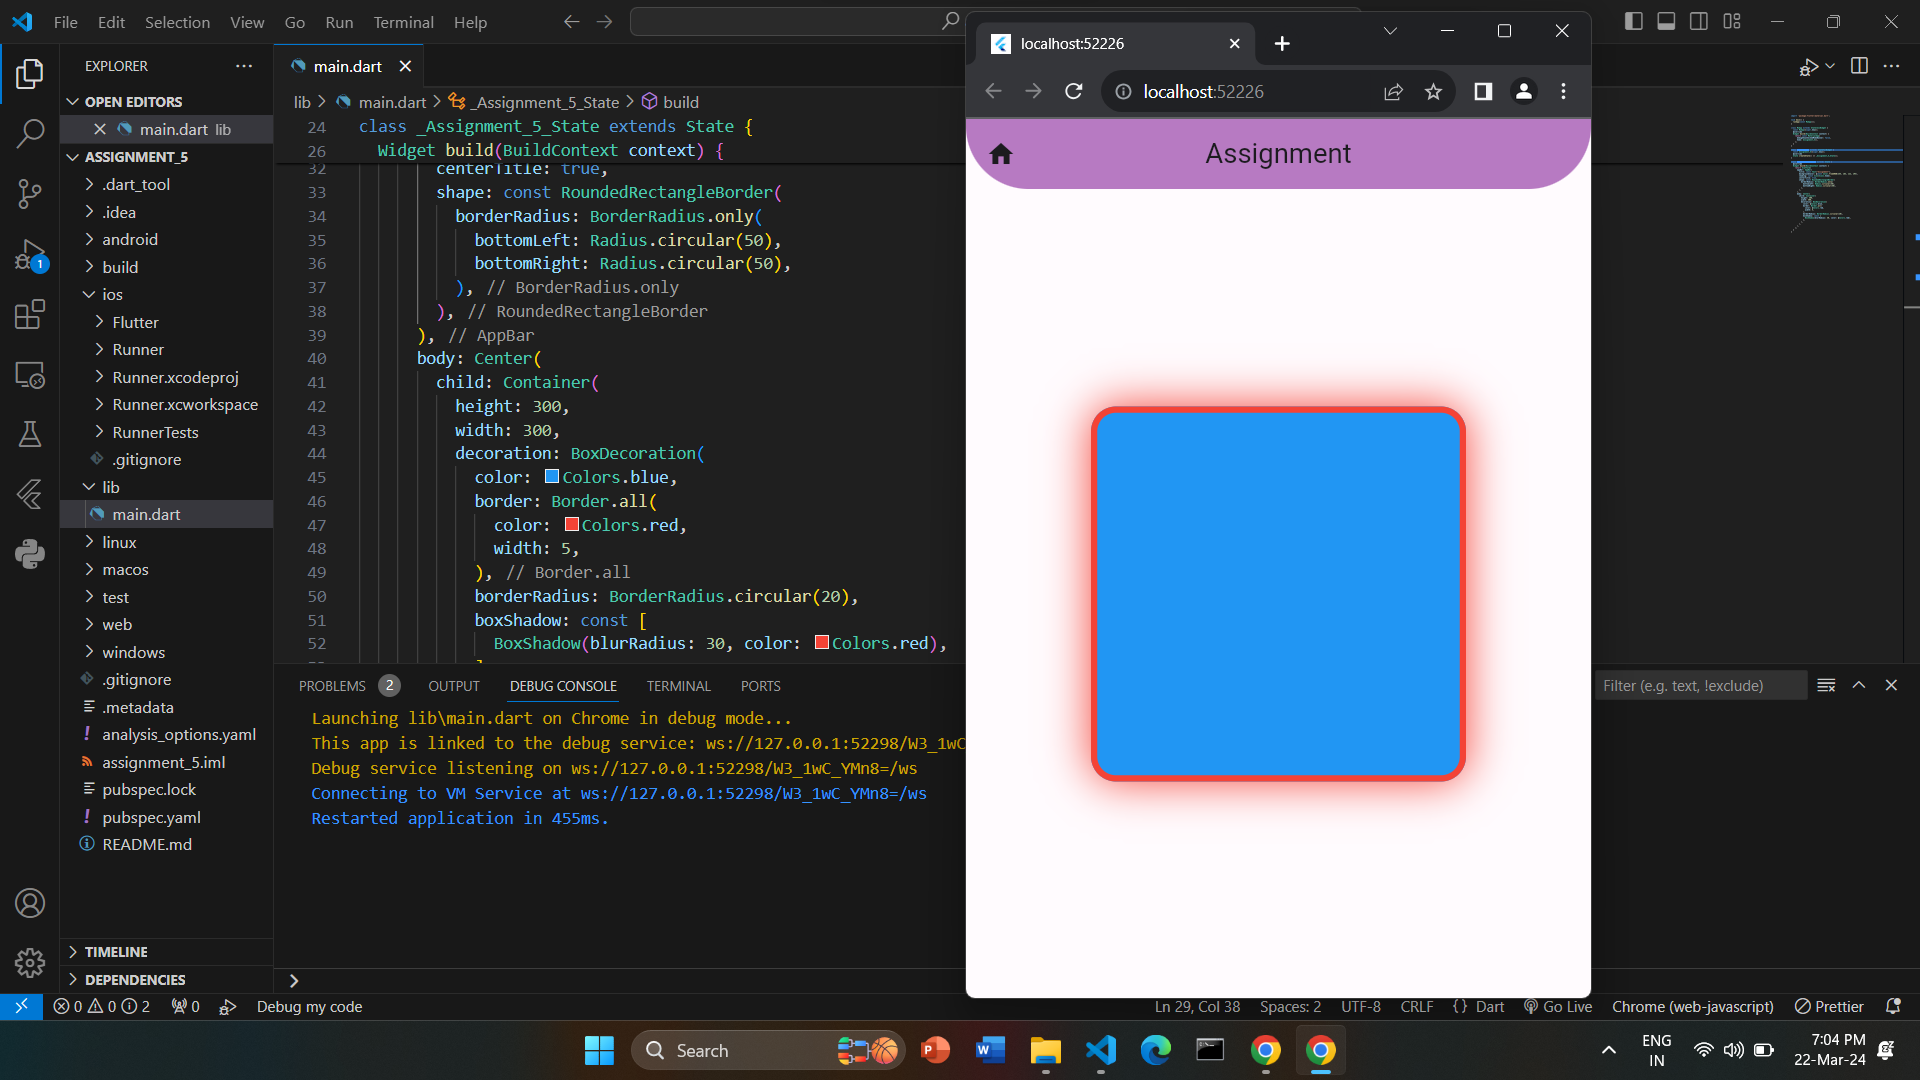 File Edit Selection View Go Run Terminal Help
EXPLORER
OPEN EDITORS
main.dart lib
ASSIGNMENT_5
.dart_tool
.idea
android
build
ios
Flutter
Runner
Runner.xcodeproj
Runner.xcworkspace
RunnerTests
.gitignore
lib
main.dart
linux
macos
test
web
windows
.gitignore
.metadata
analysis_options.yaml
assignment_5.iml
pubspec.lock
pubspec.yaml
README.md
TIMELINE
DEPENDENCIES
1
main.dart
lib > main.dart > _Assignment_5_State > build
24 class _Assignment_5_State extends State {
26 Widget build(BuildContext context) {
32 centerTitle: true,
33 shape: const RoundedRectangleBorder(
34 borderRadius: BorderRadius.only(
35 bottomLeft: Radius.circular(50),
36 bottomRight: Radius.circular(50),
37 ), // BorderRadius.only
38 ), // RoundedRectangleBorder
39 ), // AppBar
40 body: Center(
41 child: Container(
42 height: 300,
43 width: 300,
44 decoration: BoxDecoration(
45 color: Colors.blue,
46 border: Border.all(
47 color: Colors.red,
48 width: 5,
49 ), // Border.all
50 borderRadius: BorderRadius.circular(20),
51 boxShadow: const [
52 BoxShadow(blurRadius: 30, color: Colors.red),
PROBLEMS 2 OUTPUT DEBUG CONSOLE TERMINAL PORTS
Filter (e.g. text, !exclude)
Launching lib\main.dart on Chrome in debug mode...
This app is linked to the debug service: ws://127.0.0.1:52298/W3_1wC
Debug service listening on ws://127.0.0.1:52298/W3_1wC_YMn8=/ws
Connecting to VM Service at ws://127.0.0.1:52298/W3_1wC_YMn8=/ws
Restarted application in 455ms.
localhost:52226
localhost:52226
Assignment
0 0 2 0 Debug my code
Ln 29, Col 38 Spaces: 2 UTF-8 CRLF {} Dart Go Live Chrome (web-javascript) Prettier
Search
ENG
IN
7:04 PM
22-Mar-24